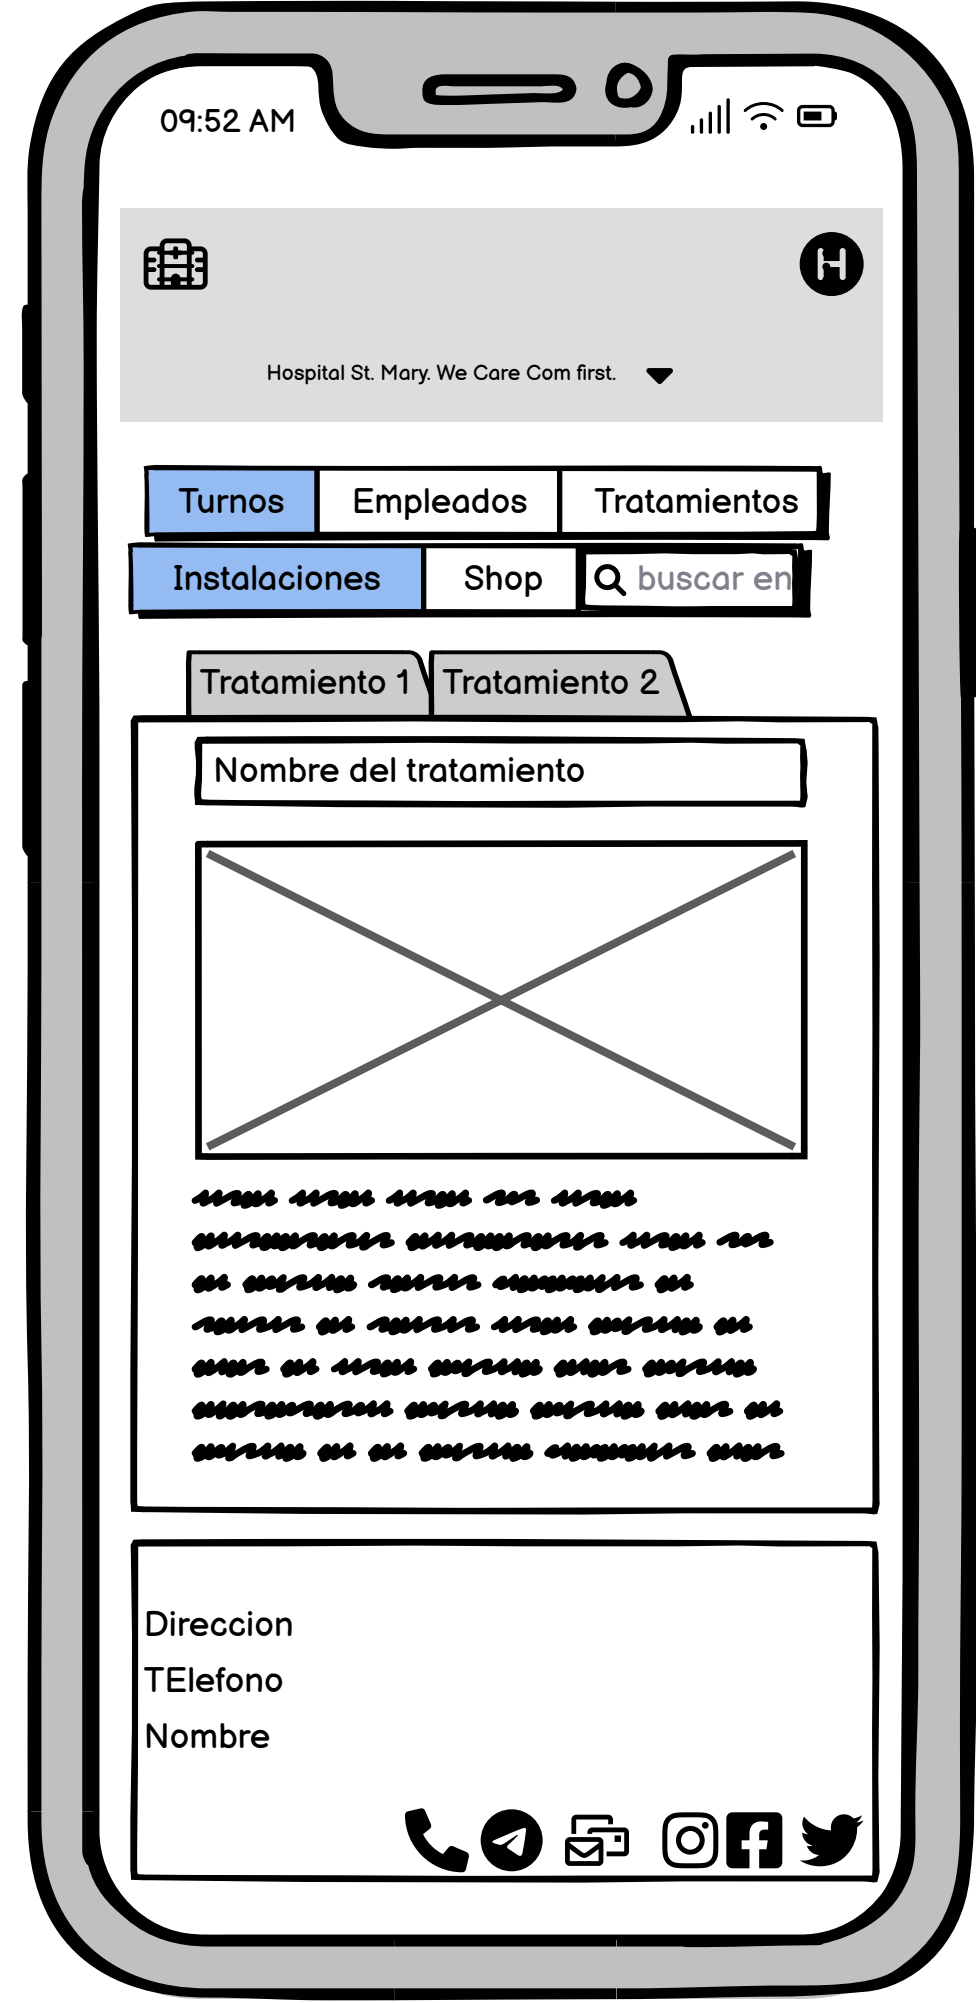 09:52 AM
H
Hospital St. Mary. We Care Com first.
Turnos Empleados Tratamientos
Instalaciones Shop buscar en
Tratamiento 1 Tratamiento 2
Nombre del tratamiento
Direccion
TElefono
Nombre